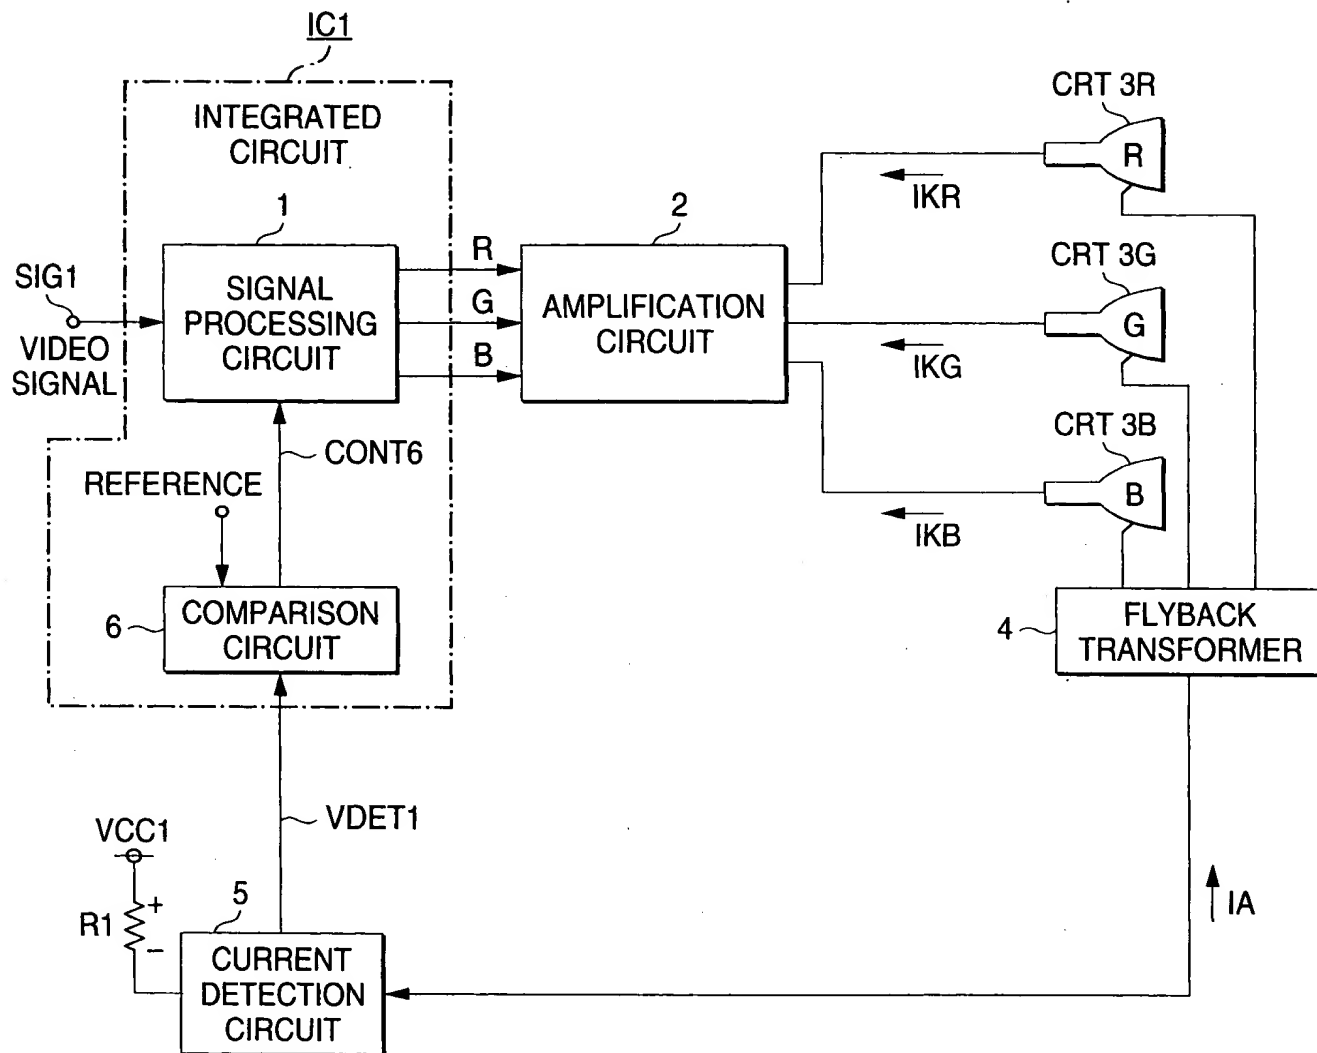 IC1
INTEGRATED
CIRCUIT
CRT 3R
R
IKR
1
2
SIG1
VIDEO
SIGNAL
SIGNAL
PROCESSING
CIRCUIT
R
G
B
AMPLIFICATION
CIRCUIT
CRT 3G
G
IKG
CRT 3B
B
IKB
CONT6
REFERENCE
6
COMPARISON
CIRCUIT
4
FLYBACK
TRANSFORMER
VDET1
VCC1
R1
+
−
5
CURRENT
DETECTION
CIRCUIT
IA